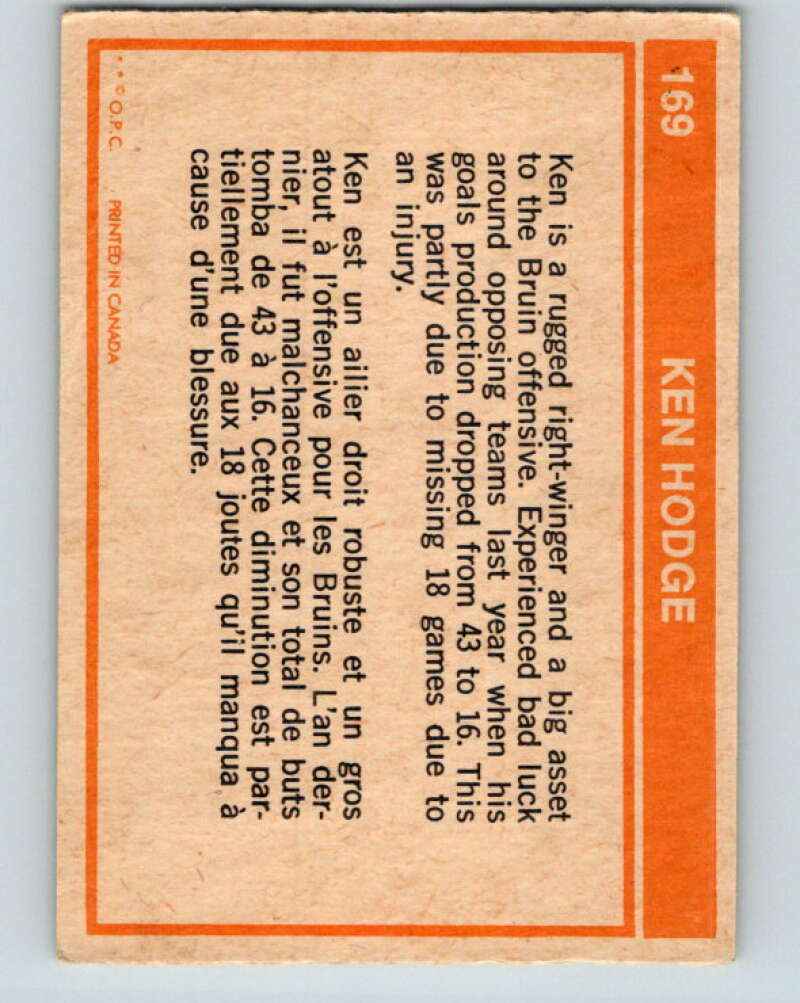 169 KEN HODGE
Ken is a rugged right-winger and a big asset
to the Bruin offensive. Experienced bad luck
around opposing teams last year when his
goals production dropped from 43 to 16. This
was partly due to missing 18 games due to
an injury.
Ken est un ailier droit robuste et un gros
atout à l'offensive pour les Bruins. L'an der-
nier, il fut malchanceux et son total de buts
tomba de 43 à 16. Cette diminution est par-
tiellement due aux 18 joutes qu'il manqua à
cause d'une blessure.
* * © O.P.C. PRINTED IN CANADA